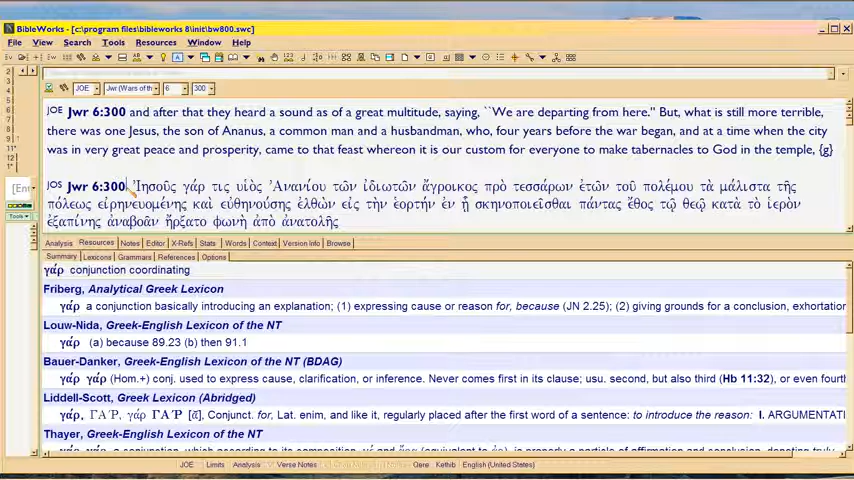 BibleWorks - [c:\program files\bibleworks 8\init\bw800.swc]
File View Search Tools Resources Window Help
JOE Jwr (Wars of th 6 300
JOE Jwr 6:300 and after that they heard a sound as of a great multitude, saying, ``We are departing from here." But, what is still more terrible,
there was one Jesus, the son of Ananus, a common man and a husbandman, who, four years before the war began, and at a time when the city
was in very great peace and prosperity, came to that feast whereon it is our custom for everyone to make tabernacles to God in the temple, {g}
JOS Jwr 6:300 Ἰησοῦς γάρ τις υἱὸς Ἀνανίου τῶν ἰδιωτῶν ἄγροικος πρὸ τεσσάρων ἐτῶν τοῦ πολέμου τὰ μάλιστα τῆς
πόλεως εἰρηνευομένης καὶ εὐθηνούσης ἐλθὼν εἰς τὴν ἑορτήν ἐν ᾗ σκηνοποιεῖσθαι πάντας ἔθος τῷ θεῷ κατὰ τὸ ἱερὸν
ἐξαπίνης ἀναβοᾶν ἤρξατο φωνὴ ἀπὸ ἀνατολῆς
Tools
Analysis Resources Notes Editor X-Refs Stats Words Context Version Info Browse
Summary Lexicons Grammars References Options
γάρ conjunction coordinating
Friberg, Analytical Greek Lexicon
γάρ a conjunction basically introducing an explanation; (1) expressing cause or reason for, because (JN 2.25); (2) giving grounds for a conclusion, exhortation
Louw-Nida, Greek-English Lexicon of the NT
γάρ (a) because 89.23 (b) then 91.1
Bauer-Danker, Greek-English Lexicon of the NT (BDAG)
γάρ γάρ (Hom.+) conj. used to express cause, clarification, or inference. Never comes first in its clause; usu. second, but also third (Hb 11:32), or even fourth
Liddell-Scott, Greek Lexicon (Abridged)
γάρ, ΓΑΡ, γάρ ΓΑΡ [ᾰ], Conjunct. for, Lat. enim, and like it, regularly placed after the first word of a sentence: to introduce the reason: I. ARGUMENTATI
Thayer, Greek-English Lexicon of the NT
JOE Limits Analysis Verse Notes Qere Kethib English (United States)